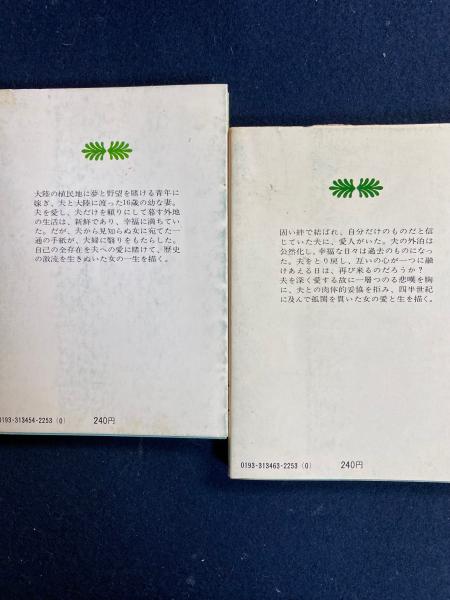 大陸の植民地に夢と野望を賭ける青年に
嫁ぎ、夫と大陸に渡った16歳の幼な妻。
夫を愛し、夫だけを頼りにして暮す外地
の生活は、新鮮であり、幸福に満ちてい
た。だが、夫から見知らぬ女に宛てた一
通の手紙が、夫婦に翳りをもたらした。
自己の全存在を夫への愛に賭けて、歴史
の激流を生きぬいた女の一生を描く。
0193-313454-2253(0) 240円
固い絆で結ばれ、自分だけのものだと信
じていた夫に、愛人がいた。夫の外泊は
公然化し、幸福な日々は過去のものになっ
た。夫をとり戻し、互いの心が一つに融
けあえる日は、再び来るのだろうか?
夫を深く愛する故に一層つのる悲嘆を胸
に、夫との肉体的妥協を拒み、四半世紀
に及んで孤閨を貫いた女の愛と生を描く。
0193-313463-2253(0) 240円